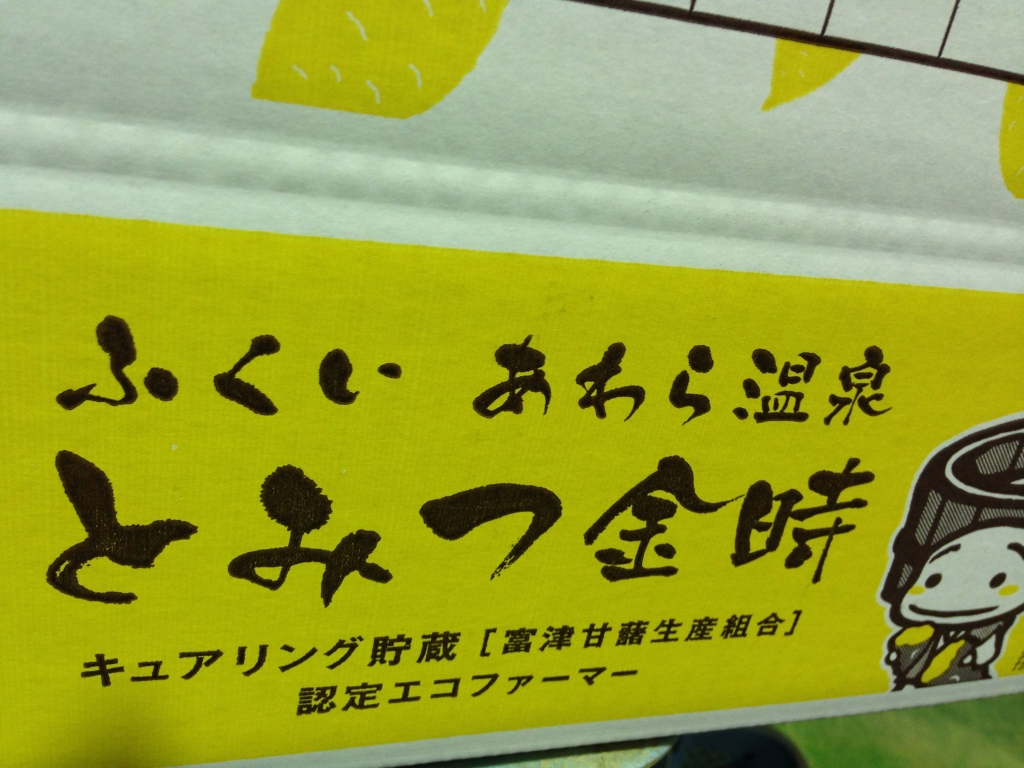 ふくい あわら温泉
とみつ金時
キュアリング貯蔵［富津甘藷生産組合］
認定エコファーマー